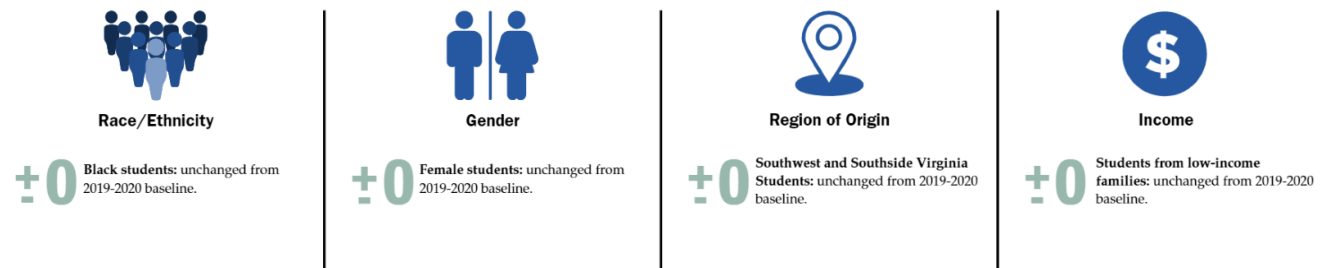 Race/Ethnicity
±0
Black students: unchanged from
2019-2020 baseline.
Gender
±0
Female students: unchanged from
2019-2020 baseline.
Region of Origin
±0
Southwest and Southside Virginia
Students: unchanged from 2019-2020
baseline.
$
Income
±0
Students from low-income
families: unchanged from 2019-2020
baseline.